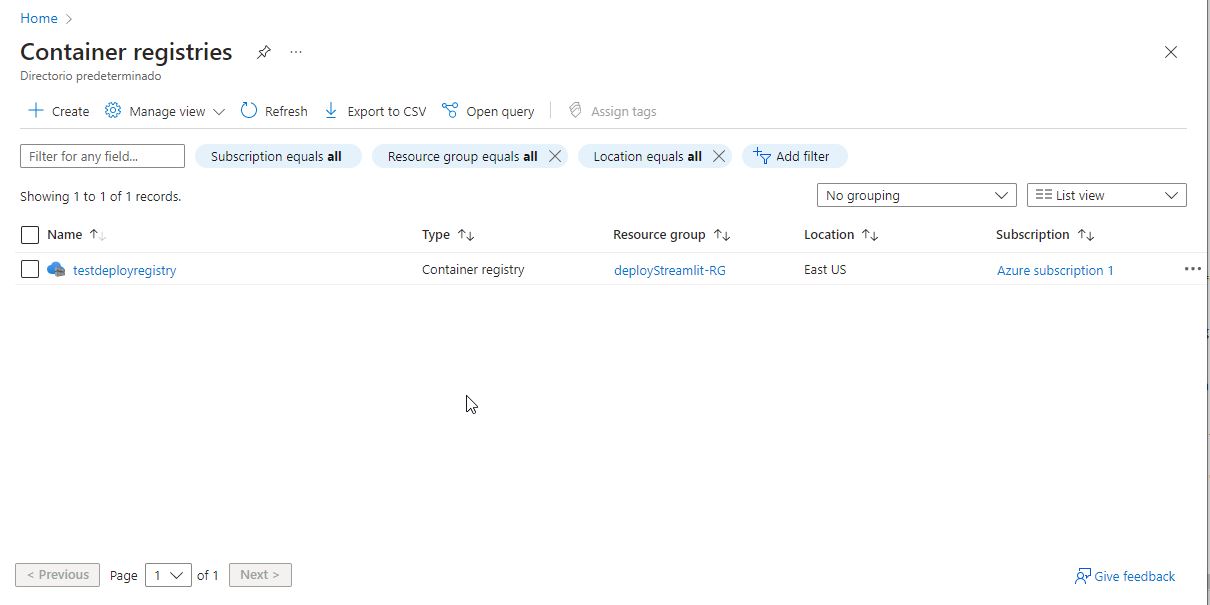 Home
Container registries
Directorio predeterminado
Create Manage view Refresh Export to CSV Open query Assign tags
Filter for any field... Subscription equals all Resource group equals all Location equals all Add filter
Showing 1 to 1 of 1 records. No grouping List view
Name Type Resource group Location Subscription
testdeployregistry Container registry deployStreamlit-RG East US Azure subscription 1
< Previous Page 1 of 1 Next > Give feedback